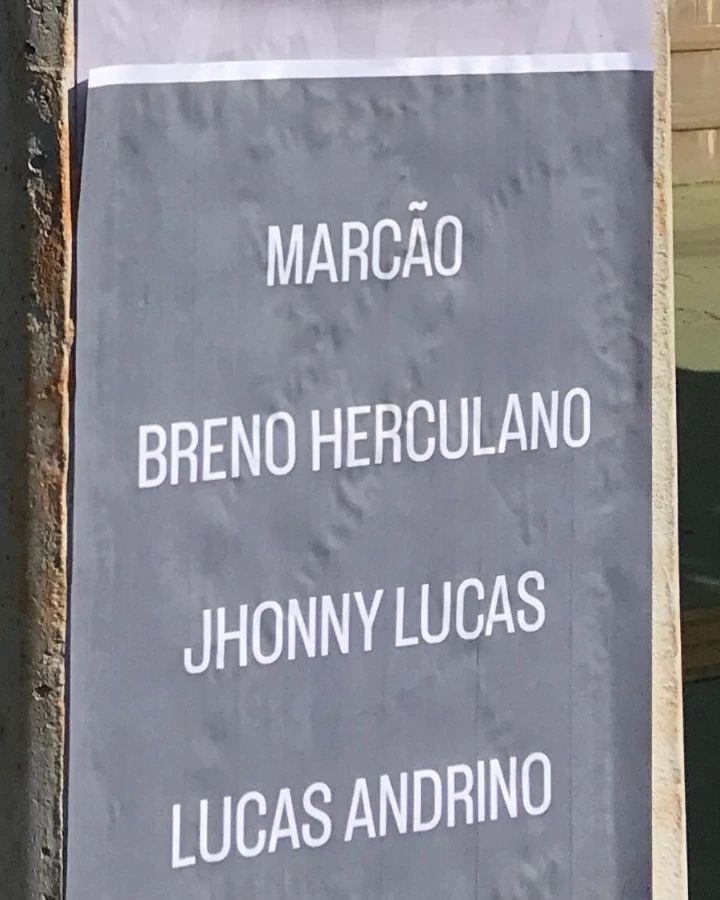 MARCÃO
BRENO HERCULANO
JHONNY LUCAS
LUCAS ANDRINO